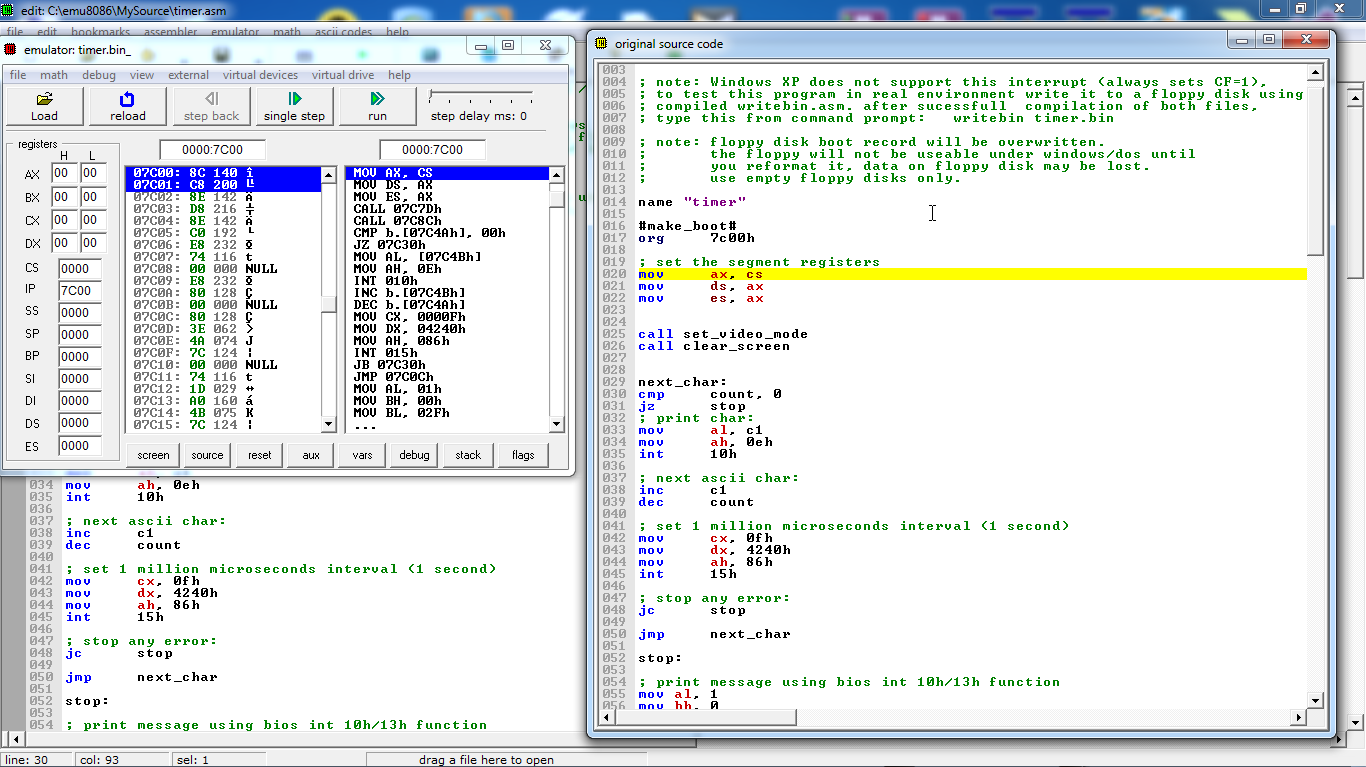 edit: C:\emu8086\MySource\timer.asm
file edit bookmarks assembler emulator math ascii codes help
emulator: timer.bin_
file math debug view external virtual devices virtual drive help
Load reload step back single step run step delay ms: 0
registers
H L
AX 00 00
BX 00 00
CX 00 00
DX 00 00
CS 0000
IP 7C00
SS 0000
SP 0000
BP 0000
SI 0000
DI 0000
DS 0000
ES 0000
0000:7C00
07C00: 8C 140 î
07C01: C8 200 ╚
07C02: 8E 142 Ä
07C03: D8 216 ╪
07C04: 8E 142 Ä
07C05: C0 192 └
07C06: E8 232
07C07: 74 116 t
07C08: 00 000 NULL
07C09: E8 232
07C0A: 80 128 Ç
07C0B: 00 000 NULL
07C0C: 80 128 Ç
07C0D: 3E 062 >
07C0E: 4A 074 J
07C0F: 7C 124 ¦
07C10: 00 000 NULL
07C11: 74 116 t
07C12: 1D 029 ↔
07C13: A0 160 á
07C14: 4B 075 K
07C15: 7C 124 ¦
0000:7C00
MOV AX, CS
MOV DS, AX
MOV ES, AX
CALL 07C7Dh
CALL 07C8Ch
CMP b.[07C4Ah], 00h
JZ 07C30h
MOV AL, [07C4Bh]
MOV AH, 0Eh
INT 010h
INC b.[07C4Bh]
DEC b.[07C4Ah]
MOV CX, 0000Fh
MOV DX, 04240h
MOV AH, 086h
INT 015h
JB 07C30h
JMP 07C0Ch
MOV AL, 01h
MOV BH, 00h
MOV BL, 02Fh
...
screen source reset aux vars debug stack flags
034 mov ah, 0eh
035 int 10h
036
037 ; next ascii char:
038 inc c1
039 dec count
040
041 ; set 1 million microseconds interval (1 second)
042 mov cx, 0fh
043 mov dx, 4240h
044 mov ah, 86h
045 int 15h
046
047 ; stop any error:
048 jc stop
049
050 jmp next_char
051
052 stop:
053
054 ; print message using bios int 10h/13h function
line: 30 col: 93 sel: 1 drag a file here to open
original source code
003
004 ; note: Windows XP does not support this interrupt (always sets CF=1),
005 ; to test this program in real environment write it to a floppy disk using
006 ; compiled writebin.asm. after sucessfull compilation of both files,
007 ; type this from command prompt: writebin timer.bin
008
009 ; note: floppy disk boot record will be overwritten.
010 ; the floppy will not be useable under windows/dos until
011 ; you reformat it, data on floppy disk may be lost.
012 ; use empty floppy disks only.
013
014 name "timer"
015
016 #make_boot#
017 org 7c00h
018
019 ; set the segment registers
020 mov ax, cs
021 mov ds, ax
022 mov es, ax
023
024
025 call set_video_mode
026 call clear_screen
027
028
029 next_char:
030 cmp count, 0
031 jz stop
032 ; print char:
033 mov al, c1
034 mov ah, 0eh
035 int 10h
036
037 ; next ascii char:
038 inc c1
039 dec count
040
041 ; set 1 million microseconds interval (1 second)
042 mov cx, 0fh
043 mov dx, 4240h
044 mov ah, 86h
045 int 15h
046
047 ; stop any error:
048 jc stop
049
050 jmp next_char
051
052 stop:
053
054 ; print message using bios int 10h/13h function
055 mov al, 1
056 mov bh, 0